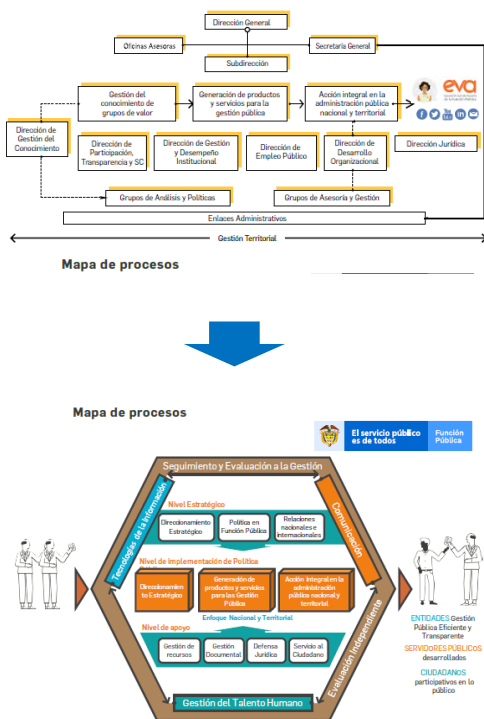 Dirección General
Oficinas Asesoras
Secretaría General
Subdirección
Gestión del
conocimiento de
grupos de valor
Generación de productos
y servicios para la
gestión pública
Acción integral en la
administración pública
nacional y territorial
eva
Dirección de
Gestión del
Conocimiento
Dirección de
Participación,
Transparencia y SC
Dirección de Gestión
y Desempeño
Institucional
Dirección de
Empleo Público
Dirección de
Desarrollo
Organizacional
Dirección Jurídica
Grupos de Análisis y Políticas
Grupos de Asesoría y Gestión
Enlaces Administrativos
Gestión Territorial
Mapa de procesos
Mapa de procesos
El servicio público
es de todos
Función
Pública
Seguimiento y Evaluación a la Gestión
Tecnologías de la Información
Comunicación
Nivel Estratégico
Direccionamiento
Estratégico
Política en
Función Pública
Relaciones
nacionales e
internacionales
Nivel de Implementación de Política
Direccionamien
to Estratégico
Generación de
productos y servicios
para las Gestión
Pública
Acción integral en la
administración
pública nacional y
territorial
Enfoque Nacional y Territorial
Nivel de apoyo
Gestión de
recursos
Gestión
Documental
Defensa
Jurídica
Servido al
Ciudadano
Evaluación Independiente
Gestión del Talento Humano
ENTIDADES Gestión
Pública Eficiente y
Transparente
SERVIDORES PÚBLICOS
desarrollados
CIUDADANOS
participativos en lo
público